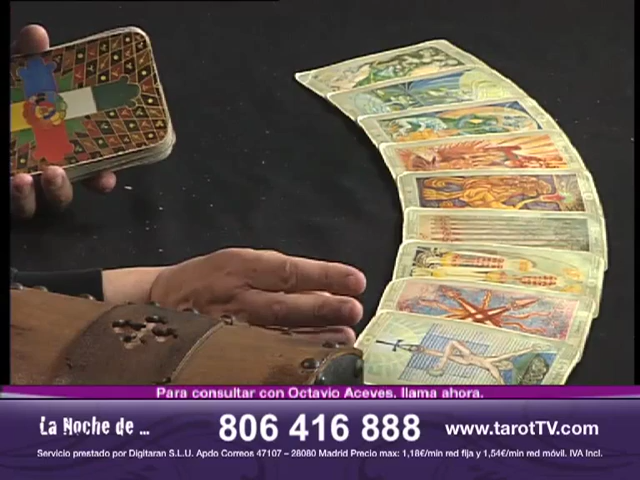 Para consultar con Octavio Aceves, llama ahora.
La Noche de ... 806 416 888 www.tarotTV.com
Servicio prestado por Digitaran S.L.U. Apdo Correos 47107 – 28080 Madrid Precio max: 1,18€/min red fija y 1,54€/min red móvil. IVA Incl.